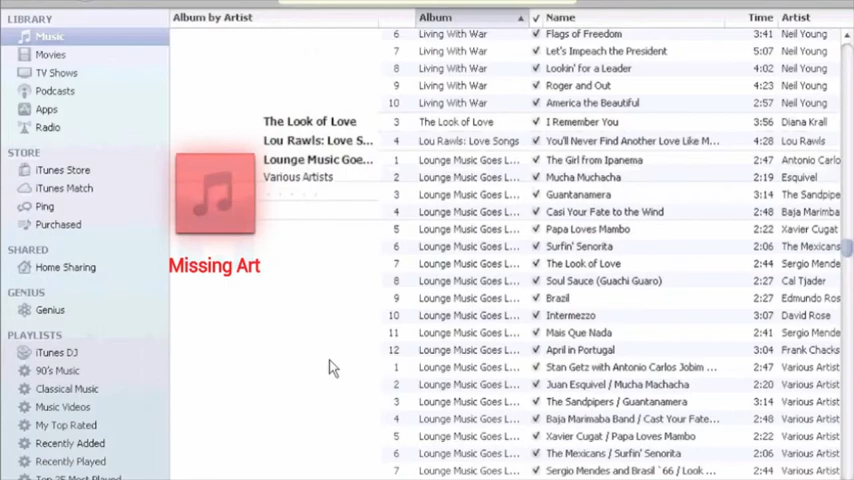 LIBRARY
Music
Movies
TV Shows
Podcasts
Apps
Radio
STORE
iTunes Store
iTunes Match
Ping
Purchased
SHARED
Home Sharing
GENIUS
Genius
PLAYLISTS
iTunes DJ
90's Music
Classical Music
Music Videos
My Top Rated
Recently Added
Recently Played
Top 25 Most Played
Album by Artist
The Look of Love
Lou Rawls: Love S...
Lounge Music Goe...
Various Artists
Missing Art
Album ✓ Name Time Artist
6 Living With War ✓ Flags of Freedom 3:41 Neil Young
7 Living With War ✓ Let's Impeach the President 5:07 Neil Young
8 Living With War ✓ Lookin' for a Leader 4:02 Neil Young
9 Living With War ✓ Roger and Out 4:23 Neil Young
10 Living With War ✓ America the Beautiful 2:57 Neil Young
3 The Look of Love ✓ I Remember You 3:56 Diana Krall
4 Lou Rawls: Love Songs ✓ You'll Never Find Another Love Like M... 4:28 Lou Rawls
1 Lounge Music Goes L... ✓ The Girl from Ipanema 2:47 Antonio Carlo
2 Lounge Music Goes L... ✓ Mucha Muchacha 2:19 Esquivel
3 Lounge Music Goes L... ✓ Guantanamera 3:14 The Sandpipe
4 Lounge Music Goes L... ✓ Casi Your Fate to the Wind 2:48 Baja Marimba
5 Lounge Music Goes L... ✓ Papa Loves Mambo 2:22 Xavier Cugat
6 Lounge Music Goes L... ✓ Surfin' Senorita 2:06 The Mexicans
7 Lounge Music Goes L... ✓ The Look of Love 2:44 Sergio Mende
8 Lounge Music Goes L... ✓ Soul Sauce (Guachi Guaro) 2:27 Cal Tjader
9 Lounge Music Goes L... ✓ Brazil 2:27 Edmundo Ros
10 Lounge Music Goes L... ✓ Intermezzo 3:07 David Rose
11 Lounge Music Goes L... ✓ Mais Que Nada 2:41 Sergio Mende
12 Lounge Music Goes L... ✓ April in Portugal 3:04 Frank Chacks
1 Lounge Music Goes L... ✓ Stan Getz with Antonio Carlos Jobim ... 2:47 Various Artist
2 Lounge Music Goes L... ✓ Juan Esquivel / Mucha Machacha 2:20 Various Artist
3 Lounge Music Goes L... ✓ The Sandpipers / Guantanamera 3:16 Various Artist
4 Lounge Music Goes L... ✓ Baja Marimaba Band / Cast Your Fate... 2:48 Various Artist
5 Lounge Music Goes L... ✓ Xavier Cugat / Papa Loves Mambo 2:22 Various Artist
6 Lounge Music Goes L... ✓ The Mexicans / Surfin' Senorita 2:06 Various Artist
7 Lounge Music Goes L... ✓ Sergio Mendes and Brasil `66 / Look ... 2:44 Various Artist